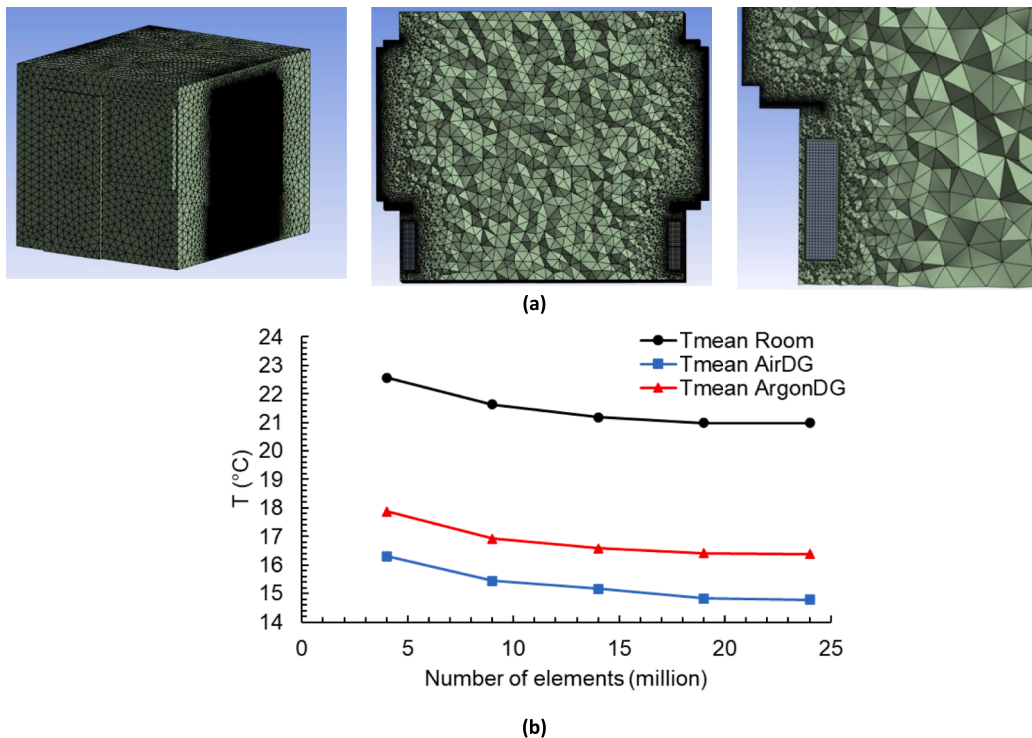 (a)
24
23
22
21
20
19
18
17
16
15
14
T (°C)
Tmean Room
Tmean AirDG
Tmean ArgonDG
0
5
10
15
20
25
Number of elements (million)
(b)